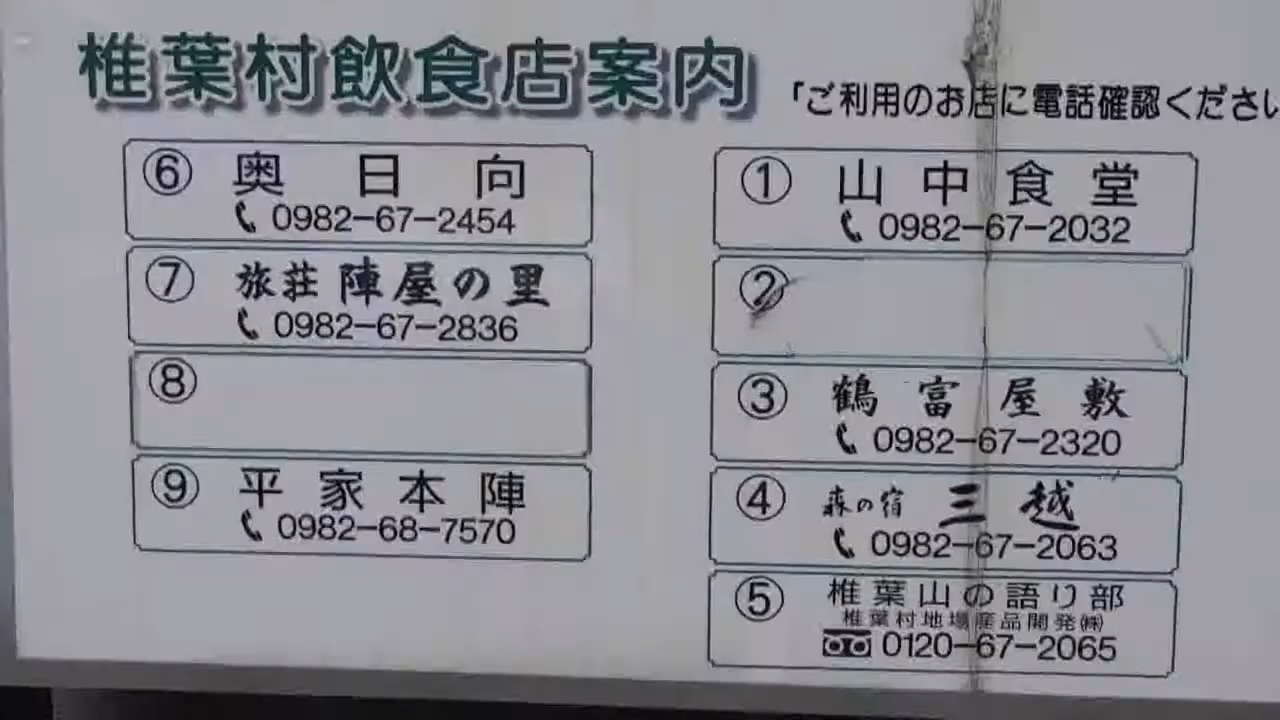 椎葉村飲食店案内
「ご利用のお店に電話確認くださ
⑥ 奥日向
0982-67-2454
⑦ 旅荘 陣屋の里
0982-67-2836
⑧
⑨ 平家本陣
0982-68-7570
① 山中食堂
0982-67-2032
②
③ 鶴富屋敷
0982-67-2320
④ 森の宿 三越
0982-67-2063
⑤ 椎葉山の語り部
椎葉村地場産品開発㈱
0120-67-2065